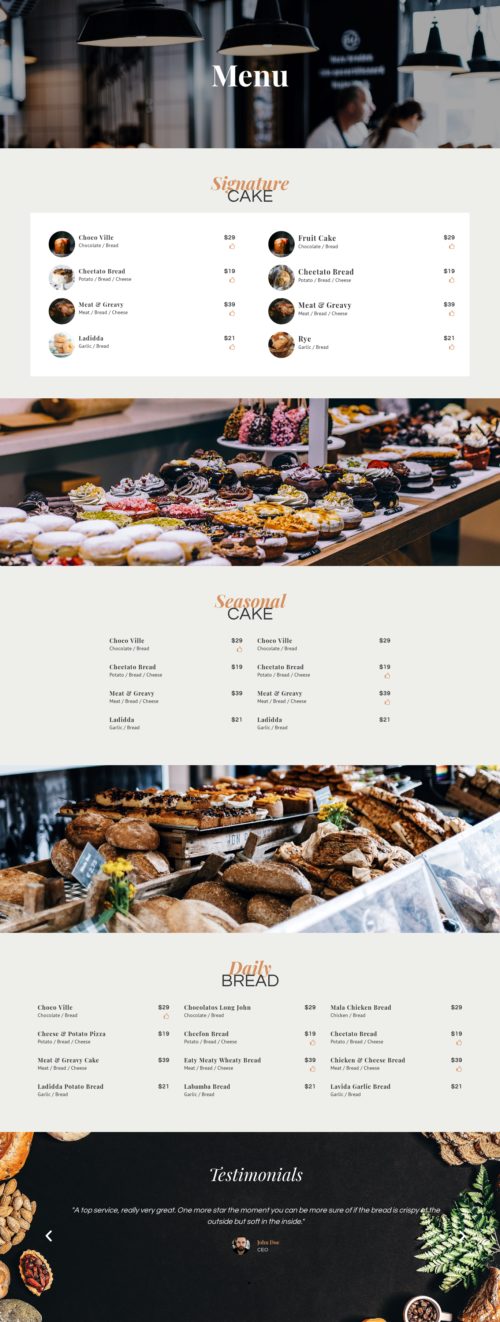 Menu
Signature
CAKE
Choco Ville $29
Chocolate / Bread
Cheetato Bread $19
Potato / Bread / Cheese
Meat & Greavy $39
Meat / Bread / Cheese
Ladidda $21
Garlic / Bread
Fruit Cake $29
Chocolate / Bread
Cheetato Bread $19
Potato / Bread / Cheese
Meat & Greavy $39
Meat / Bread / Cheese
Rye $21
Garlic / Bread
Seasonal
CAKE
Choco Ville $29
Chocolate / Bread
Cheetato Bread $19
Potato / Bread / Cheese
Meat & Greavy $39
Meat / Bread / Cheese
Ladidda $21
Garlic / Bread
Choco Ville $29
Chocolate / Bread
Cheetato Bread $19
Potato / Bread / Cheese
Meat & Greavy $39
Meat / Bread / Cheese
Ladidda $21
Garlic / Bread
Daily
BREAD
Choco Ville $29
Chocolate / Bread
Cheese & Potato Pizza $19
Potato / Bread / Cheese
Meat & Greavy Cake $39
Meat / Bread / Cheese
Ladidda Potato Bread $21
Garlic / Bread
Chocolatos Long John $29
Chocolate / Bread
Cheefon Bread $19
Potato / Bread / Cheese
Eaty Meaty Wheaty Bread $39
Meat / Bread / Cheese
Labamba Bread $21
Garlic / Bread
Mala Chicken Bread $29
Chicken / Bread
Cheetato Bread $19
Potato / Bread / Cheese
Chicken & Cheese Bread $39
Meat / Bread / Cheese
Lavida Garlic Bread $21
Garlic / Bread
Testimonials
"A top service, really very great. One more star the moment you can be more sure of if the bread is crispy at the
outside but soft in the inside."
John Doe
CEO